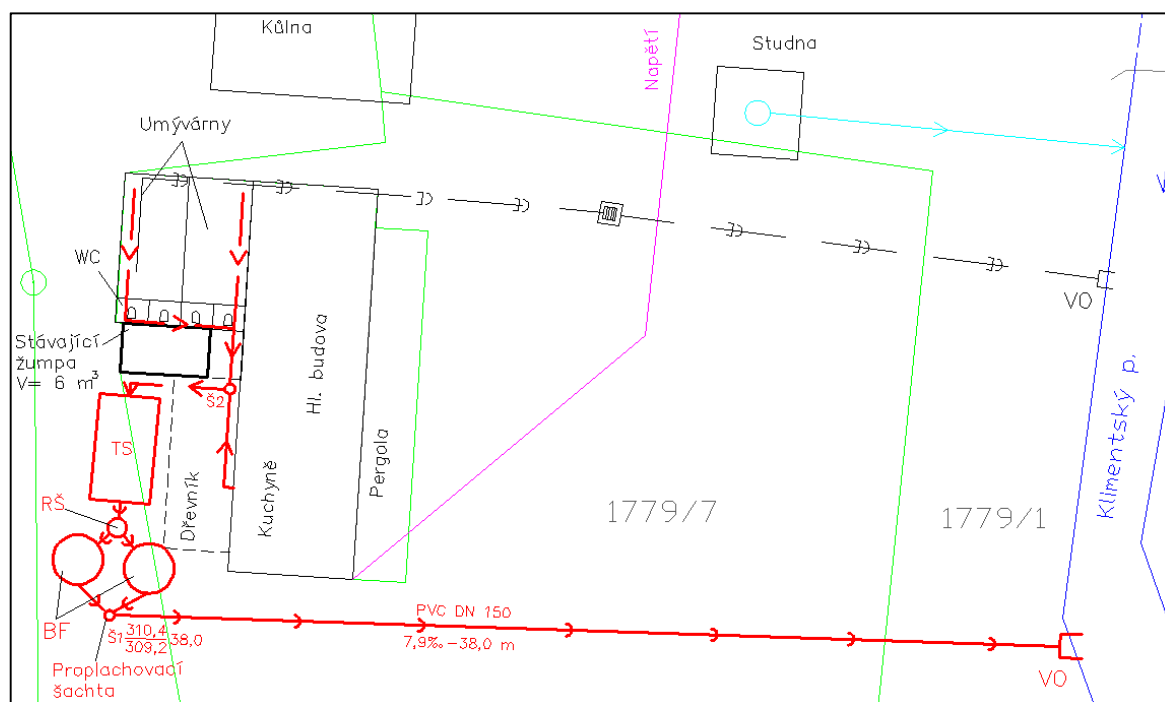 Kůlna
Napětí
Studna
Umývárny
WC
VO
Stávající
žumpa
V= 6 m³
Š2
Hl. budova
Klimentský p.
TS
Pergola
Kuchyně
Dřevník
RŠ
1779/7
1779/1
PVC DN 150
BF
Š1 310,4 38,0
309,2
7,9‰-38,0 m
Proplachovací
šachta
VO